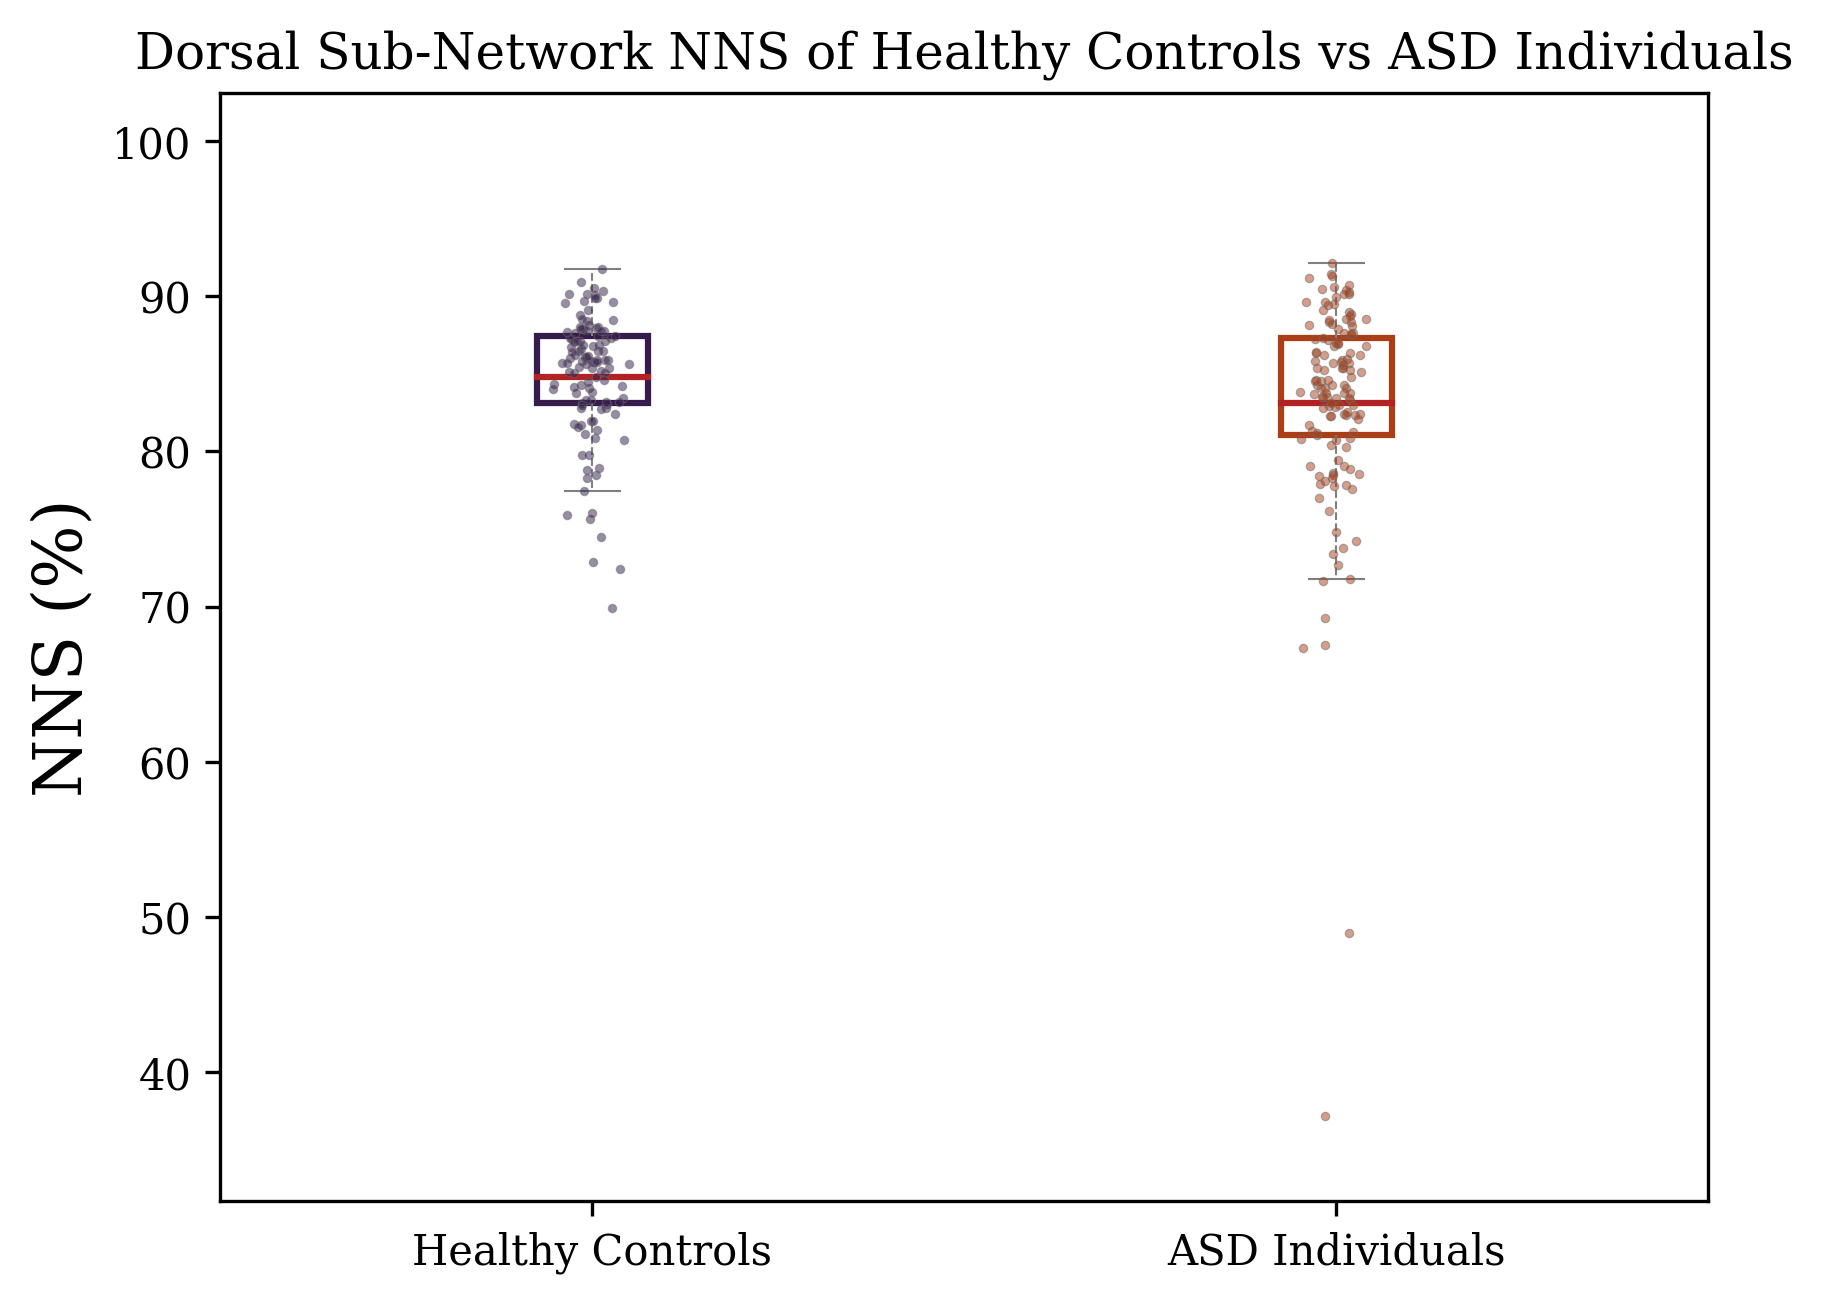 Dorsal Sub-Network NNS of Healthy Controls vs ASD Individuals
NNS (%)
100
90
80
70
60
50
40
Healthy Controls
ASD Individuals